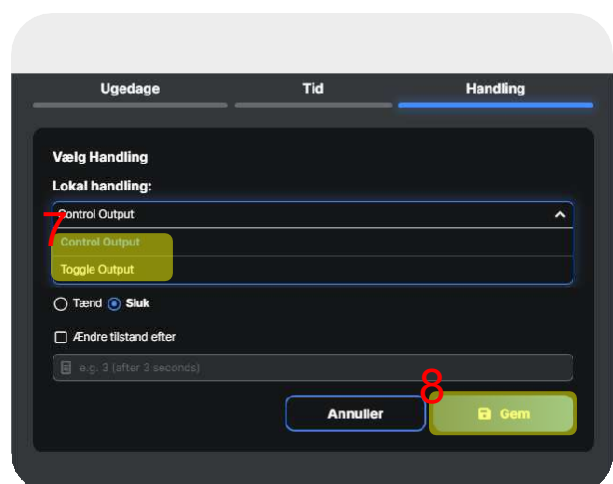 Ugedage Tid Handling
Vælg Handling
Lokal handling:
7
Control Output
Control Output
Toggle Output
Tænd Sluk
Ændre tilstand efter
e.g. 3 (after 3 seconds)
8
Annuller Gem